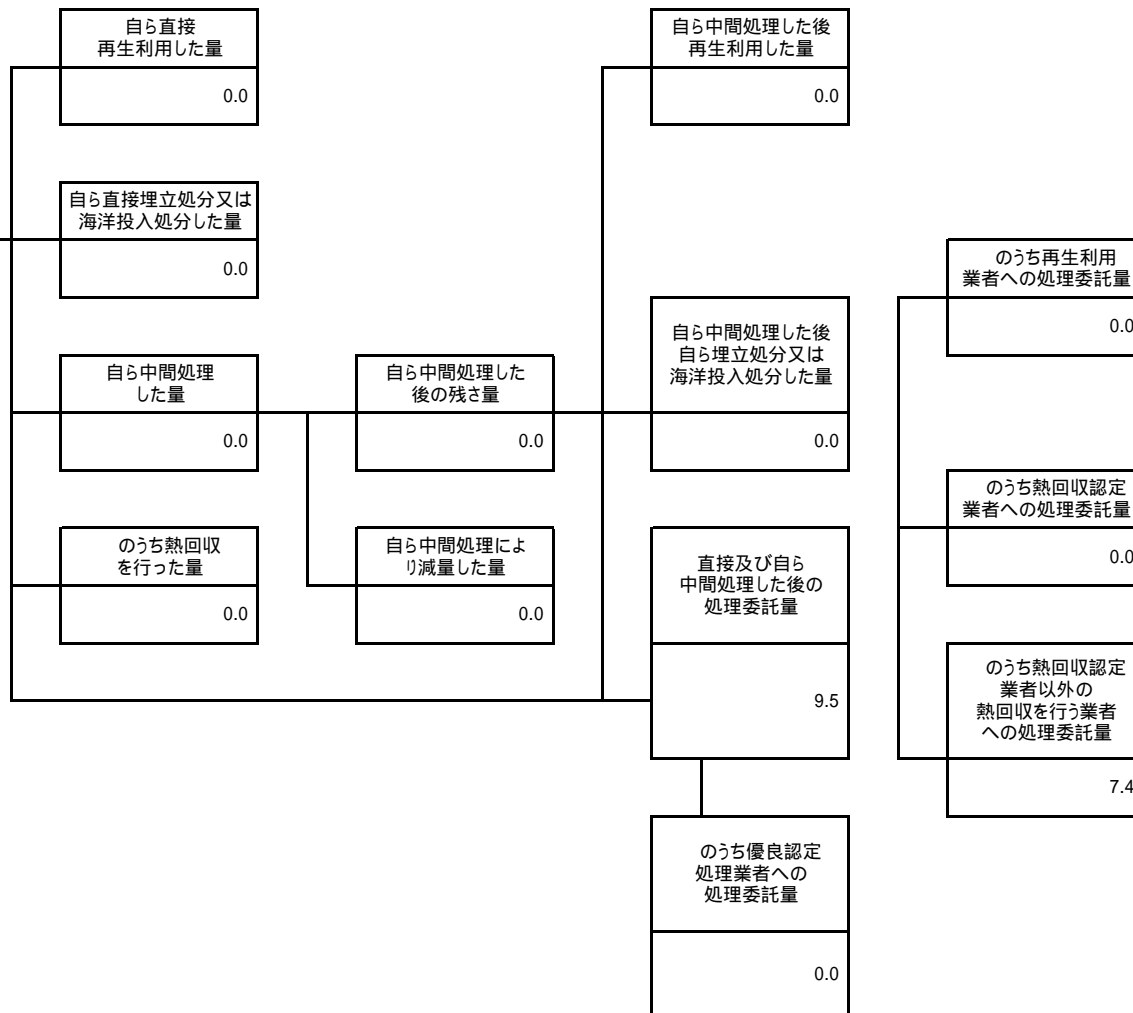 自ら直接
再生利用した量
0.0
自ら中間処理した後
再生利用した量
0.0
自ら直接埋立処分又は
海洋投入処分した量
0.0
のうち再生利用
業者への処理委託量
0.0
自ら中間処理した後
自ら埋立処分又は
海洋投入処分した量
0.0
自ら中間処理
した量
0.0
自ら中間処理した
後の残さ量
0.0
のうち熱回収認定
業者への処理委託量
0.0
のうち熱回収
を行った量
0.0
自ら中間処理によ
り減量した量
0.0
直接及び自ら
中間処理した後の
処理委託量
9.5
のうち熱回収認定
業者以外の
熱回収を行う業者
への処理委託量
7.4
のうち優良認定
処理業者への
処理委託量
0.0